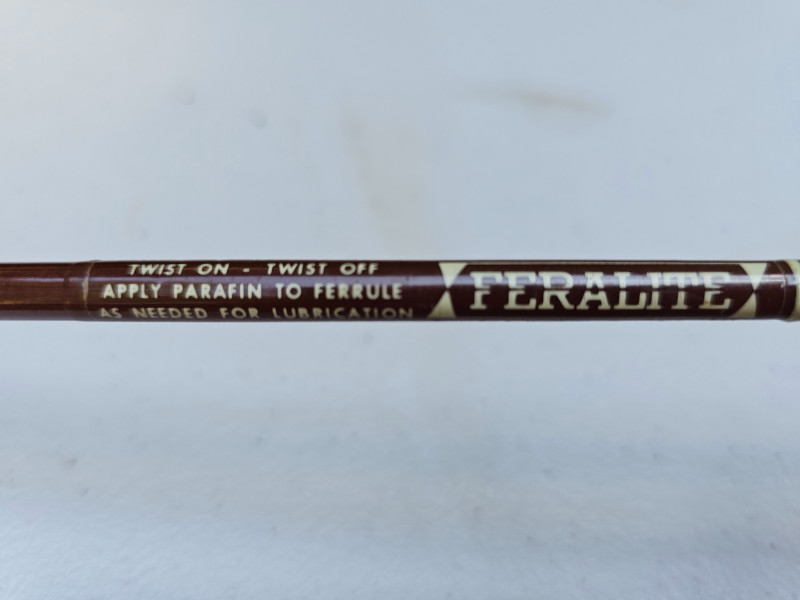 TWIST ON - TWIST OFF
APPLY PARAFIN TO FERRULE
AS NEEDED FOR LUBRICATION
FERALITE